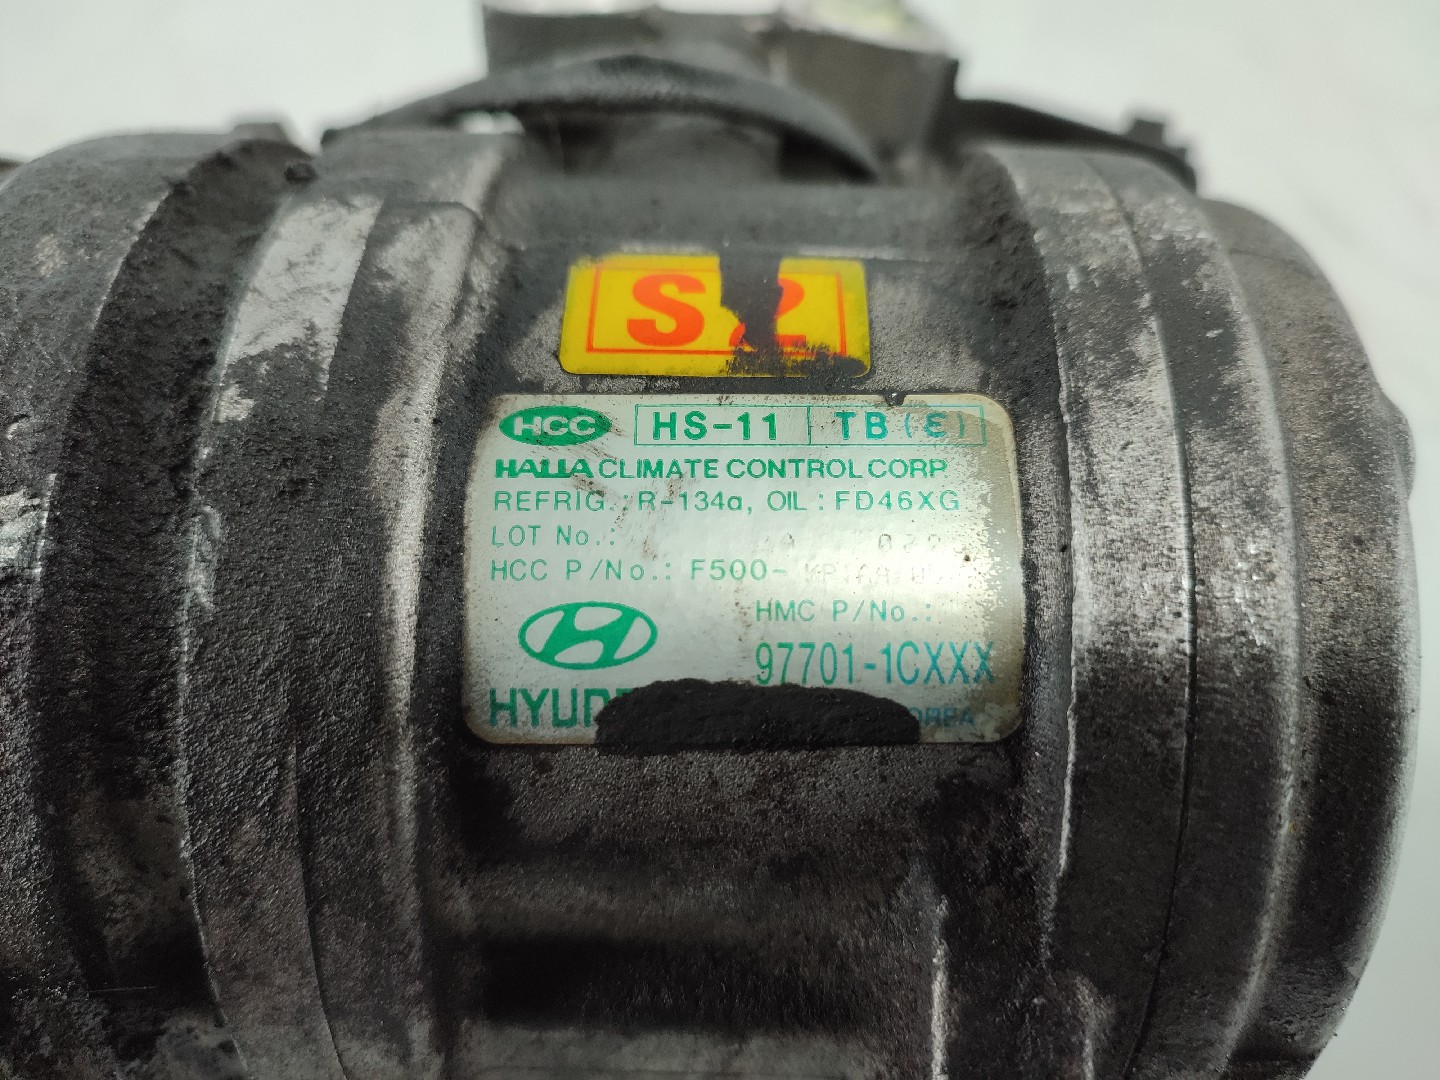 S2
HCC HS-11 TB(ε)
HALLA CLIMATE CONTROL CORP.
REFRIG.: R-134a, OIL : FD46XG
LOT No.:
HCC P/No.: F500-
HMC P/No.:
97701-1CXXX